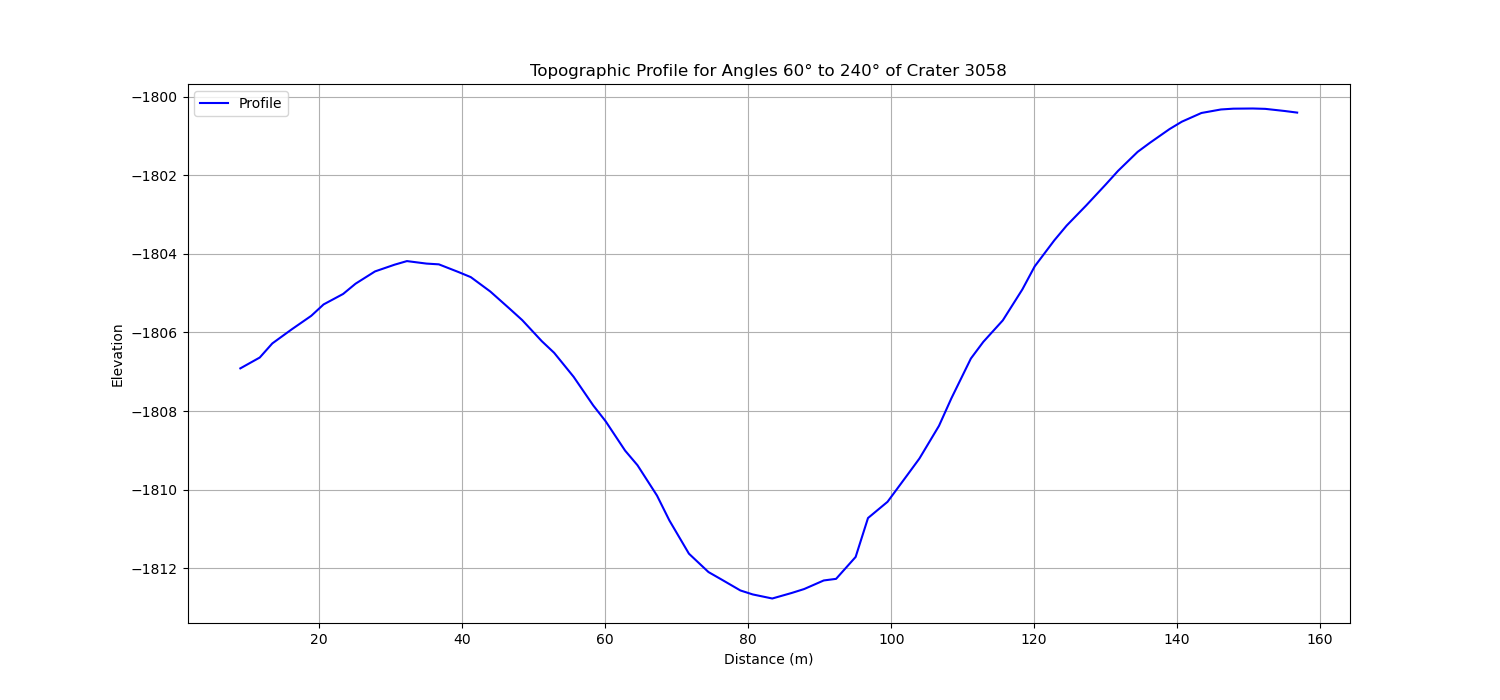 Topographic Profile for Angles 60° to 240° of Crater 3058
Profile
−1800
−1802
−1804
−1806
−1808
−1810
−1812
Elevation
20 40 60 80 100 120 140 160
Distance (m)